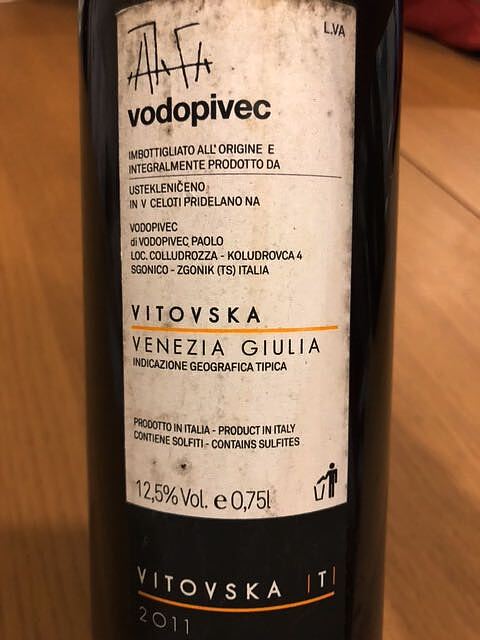 L.VA
vodopivec
IMBOTTIGLIATO ALL' ORIGINE E
INTEGRALMENTE PRODOTTO DA
USTEKLENIČENO
IN V CELOTI PRIDELANO NA
VODOPIVEC
di VODOPIVEC PAOLO
LOC. COLLUDROZZA - KOLUDROVCA 4
SGONICO - ZGONIK (TS) ITALIA
VITOVSKA
VENEZIA GIULIA
INDICAZIONE GEOGRAFICA TIPICA
PRODOTTO IN ITALIA - PRODUCT IN ITALY
CONTIENE SOLFITI - CONTAINS SULFITES
12,5% Vol. e 0,75l
VITOVSKA |T|
2011